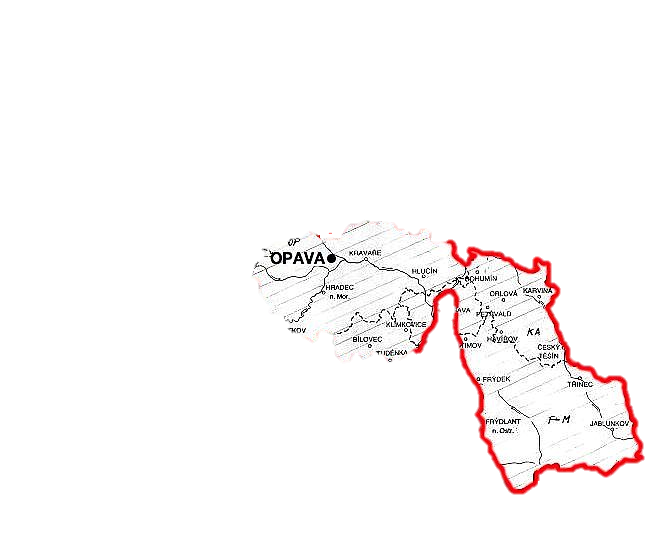 OP
OPAVA
KRAVAŘE
HLUČÍN
BOHUMÍN
HRADEC
n. Mor.
ORLOVÁ
KARVINÁ
AVA
PETŘVALD
KLIMKOVICE
KA
BÍLOVEC
HAVÍŘOV
ČESKÝ
TĚŠÍN
FRÝDEK
TŘINEC
FRÝDLANT
n. Ostr.
F-M
JABLUNKOV